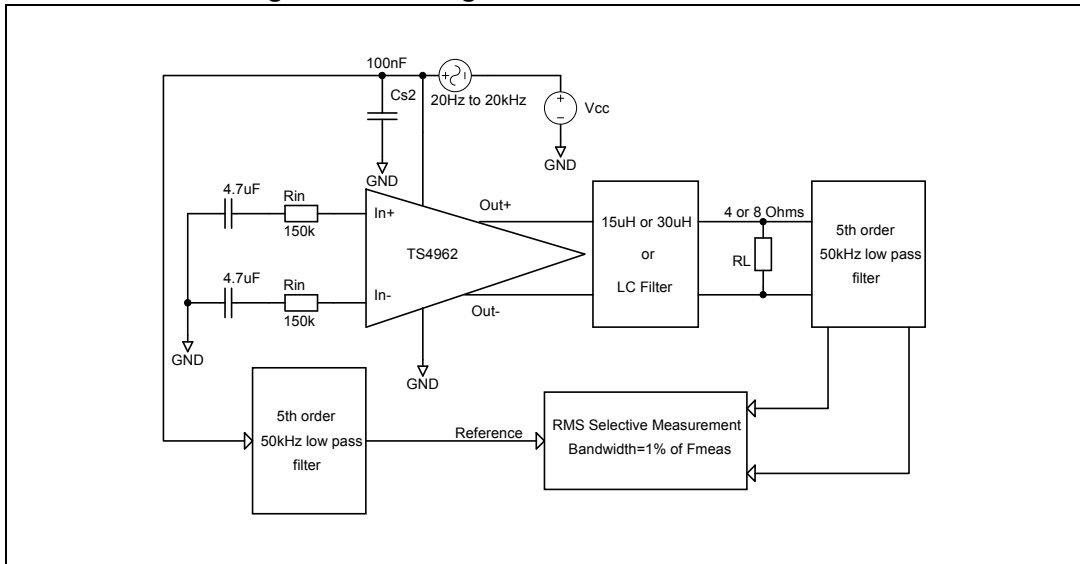 100nF
Cs2
20Hz to 20kHz
+
-
+
-
Vcc
GND
GND
4.7uF
Rin
150k
In+
Out+
TS4962
4.7uF
Rin
150k
In-
Out-
GND
GND
15uH or 30uH
or
LC Filter
4 or 8 Ohms
RL
5th order
50kHz low pass
filter
5th order
50kHz low pass
filter
Reference
RMS Selective Measurement
Bandwidth=1% of Fmeas